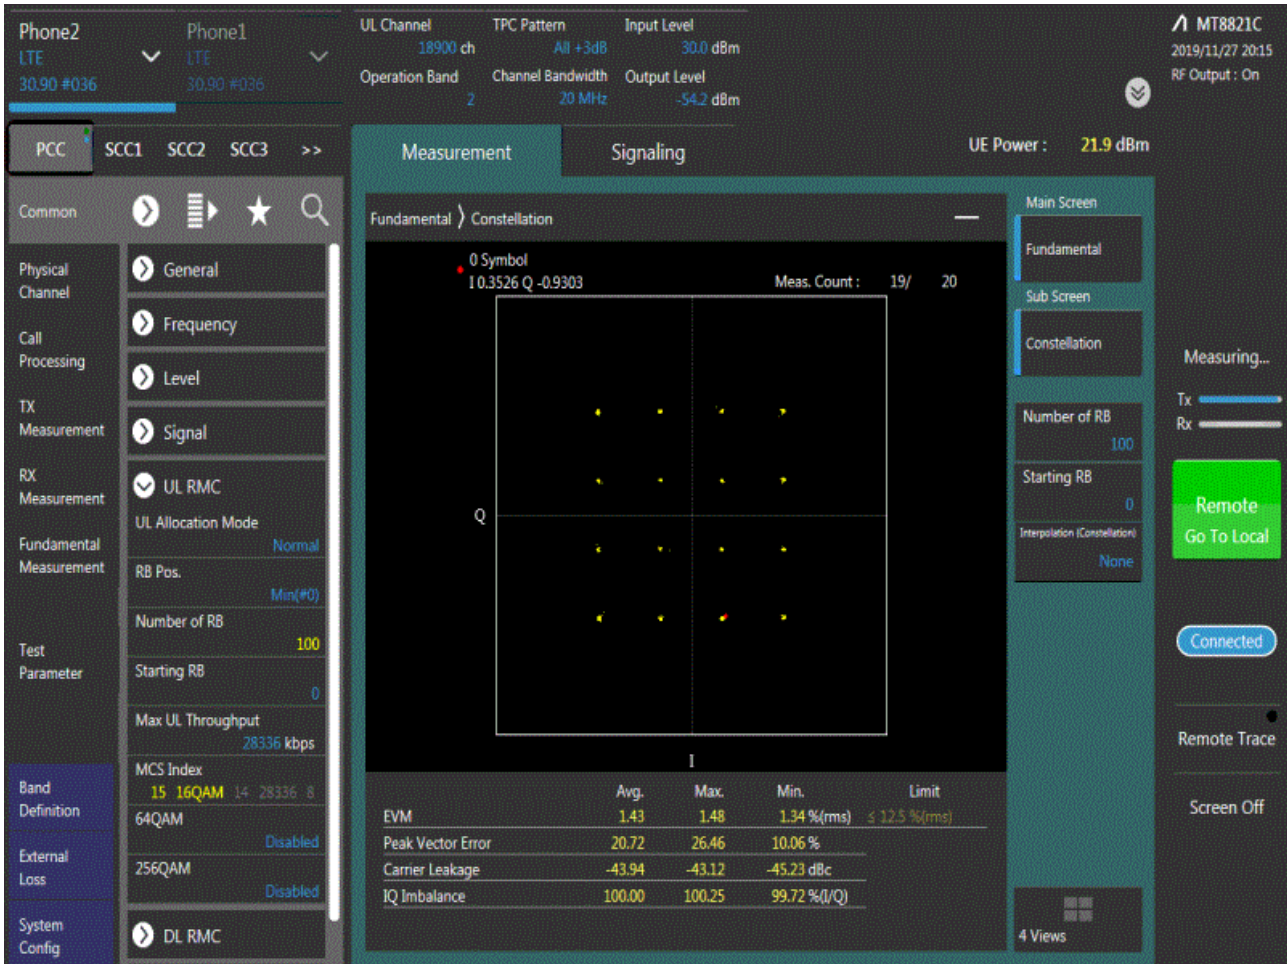 Phone2
LTE
30.90 #036
Phone1
LTE
30.90 #036
UL Channel
18900 ch
TPC Pattern
All +3dB
Input Level
30.0 dBm
Operation Band
2
Channel Bandwidth
20 MHz
Output Level
-54.2 dBm
MT8821C
2019/11/27 20:15
RF Output : On
PCC SCC1 SCC2 SCC3 >>
Measurement Signaling
UE Power : 21.9 dBm
Common
Physical
Channel
Call
Processing
TX
Measurement
RX
Measurement
Fundamental
Measurement
Test
Parameter
Band
Definition
External
Loss
System
Config
General
Frequency
Level
Signal
UL RMC
UL Allocation Mode
Normal
RB Pos.
Min(#0)
Number of RB
100
Starting RB
0
Max UL Throughput
28336 kbps
MCS Index
15 16QAM 14 28336 8
64QAM
Disabled
256QAM
Disabled
DL RMC
Fundamental 〉 Constellation
0 Symbol
I 0.3526 Q -0.9303
Meas. Count : 19/ 20
Q
I
Avg. Max. Min. Limit
EVM 1.43 1.48 1.34 %(rms) ≤ 12.5 %(rms)
Peak Vector Error 20.72 26.46 10.06 %
Carrier Leakage -43.94 -43.12 -45.23 dBc
IQ Imbalance 100.00 100.25 99.72 %(I/Q)
Main Screen
Fundamental
Sub Screen
Constellation
Number of RB
100
Starting RB
0
Interpolation (Constellation)
None
4 Views
Measuring...
Tx
Rx
Remote
Go To Local
Connected
Remote Trace
Screen Off